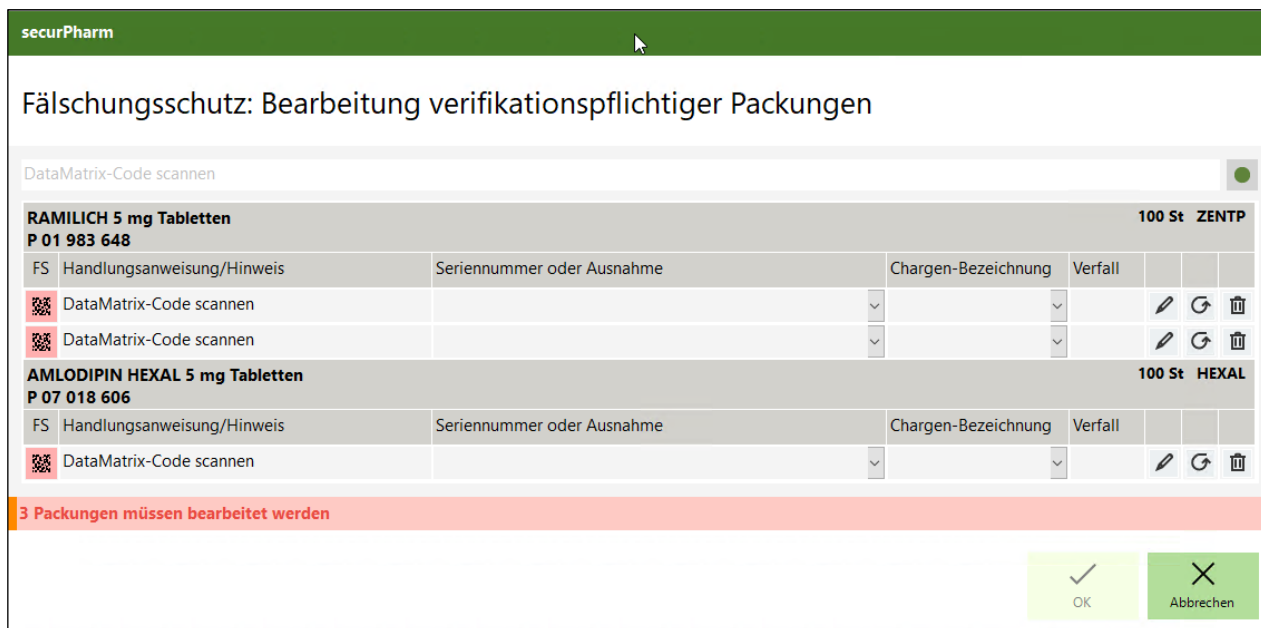 securPharm
Fälschungsschutz: Bearbeitung verifikationspflichtiger Packungen
DataMatrix-Code scannen
RAMILICH 5 mg Tabletten 100 St ZENTP
P 01 983 648
FS Handlungsanweisung/Hinweis Seriennummer oder Ausnahme Chargen-Bezeichnung Verfall
DataMatrix-Code scannen
DataMatrix-Code scannen
AMLODIPIN HEXAL 5 mg Tabletten 100 St HEXAL
P 07 018 606
FS Handlungsanweisung/Hinweis Seriennummer oder Ausnahme Chargen-Bezeichnung Verfall
DataMatrix-Code scannen
3 Packungen müssen bearbeitet werden
OK Abbrechen